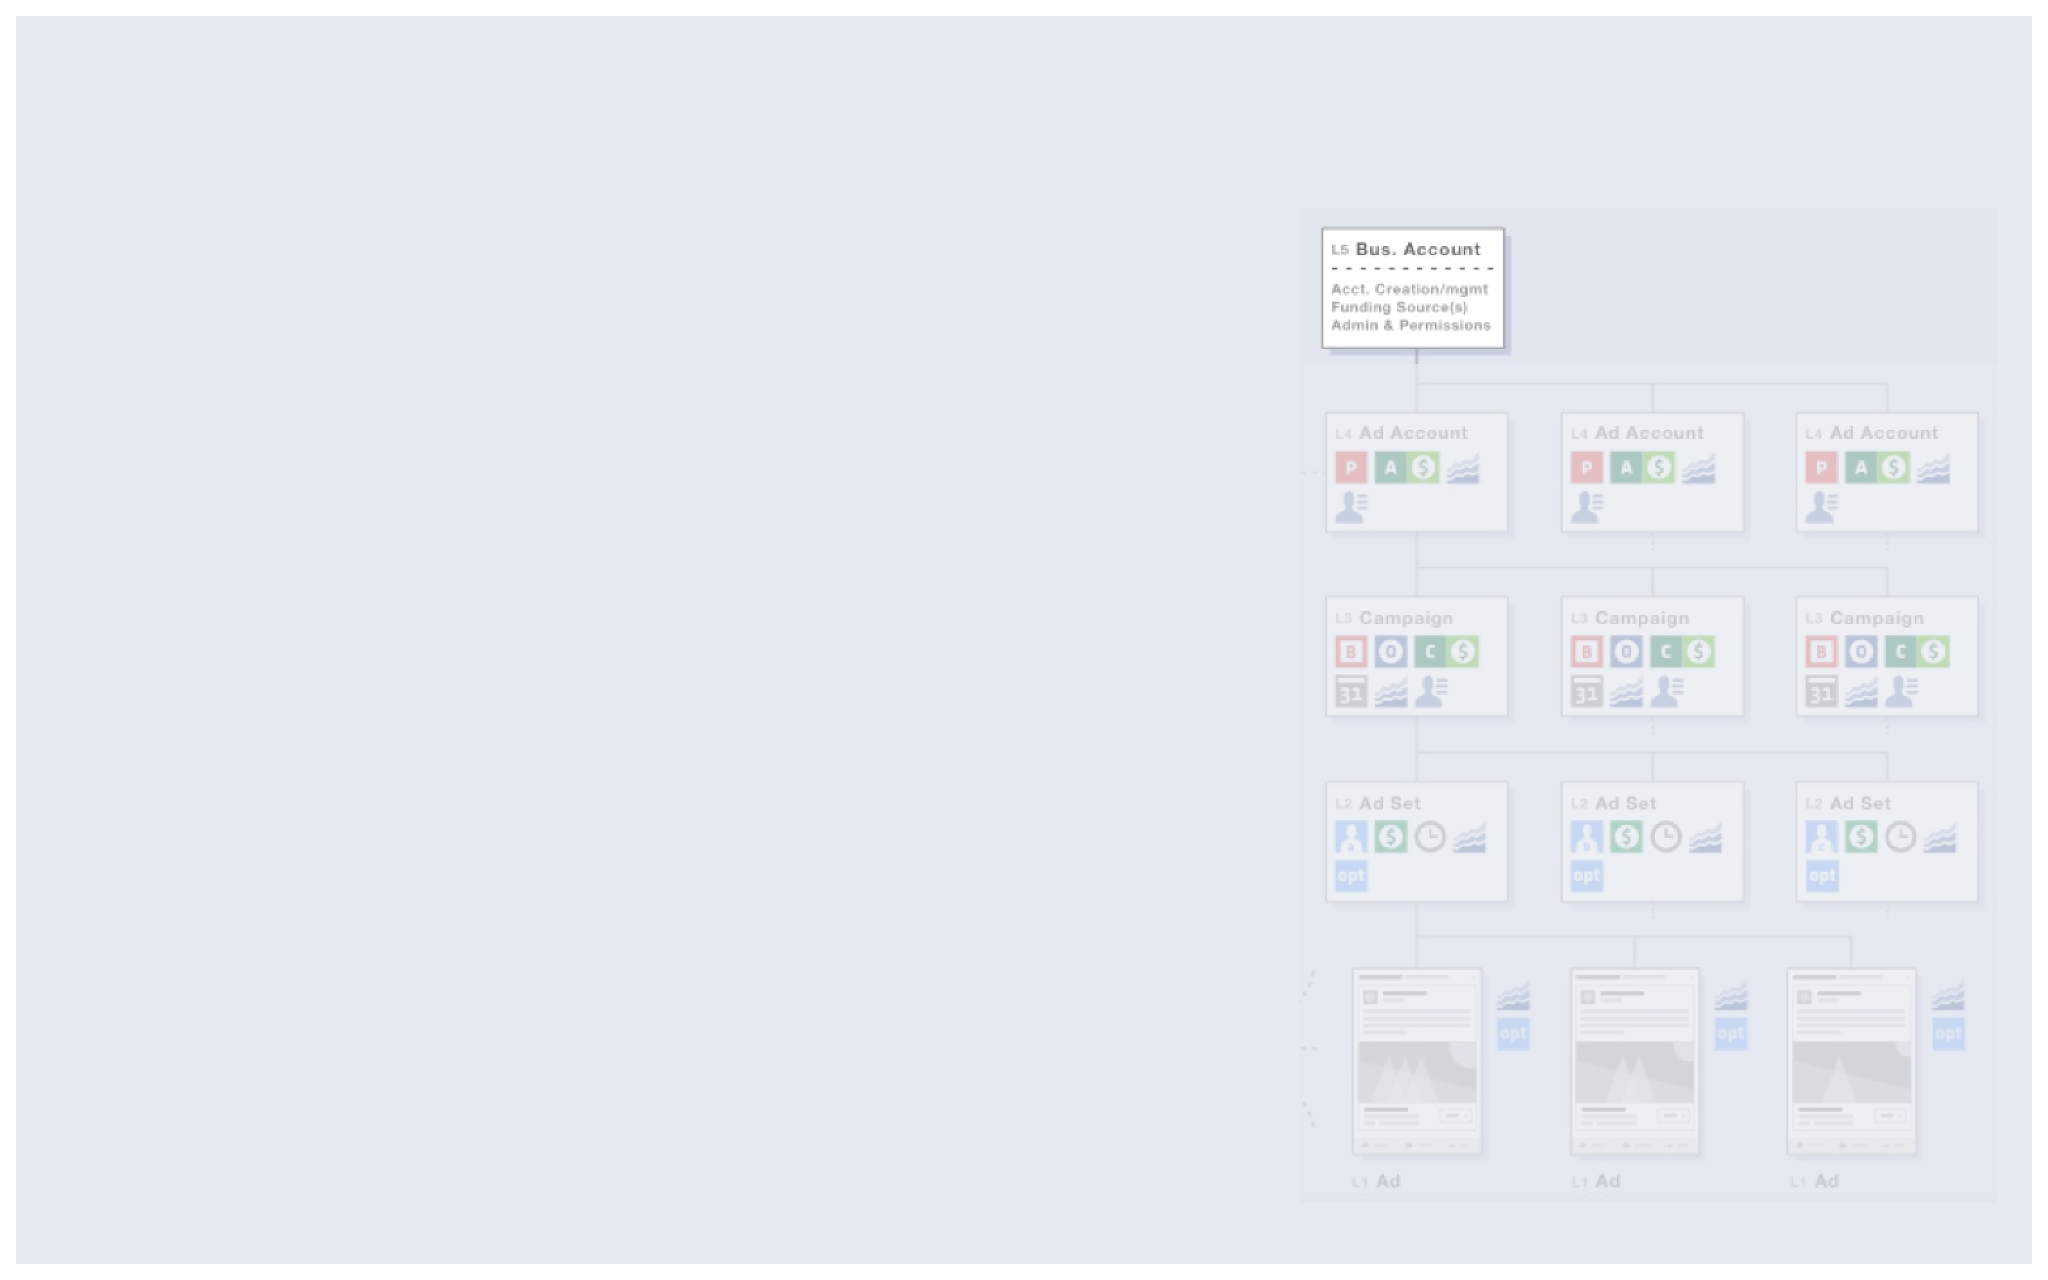 L5 Bus. Account
Acct. Creation/mgmt
Funding Source(s)
Admin & Permissions
L4 Ad Account L4 Ad Account L4 Ad Account
P A $ P A $ P A $
L3 Campaign L3 Campaign L3 Campaign
B O C $ B O C $ B O C $
31 31 31
L2 Ad Set L2 Ad Set L2 Ad Set
a $ b $ c $
opt opt opt
opt opt opt
L1 Ad L1 Ad L1 Ad